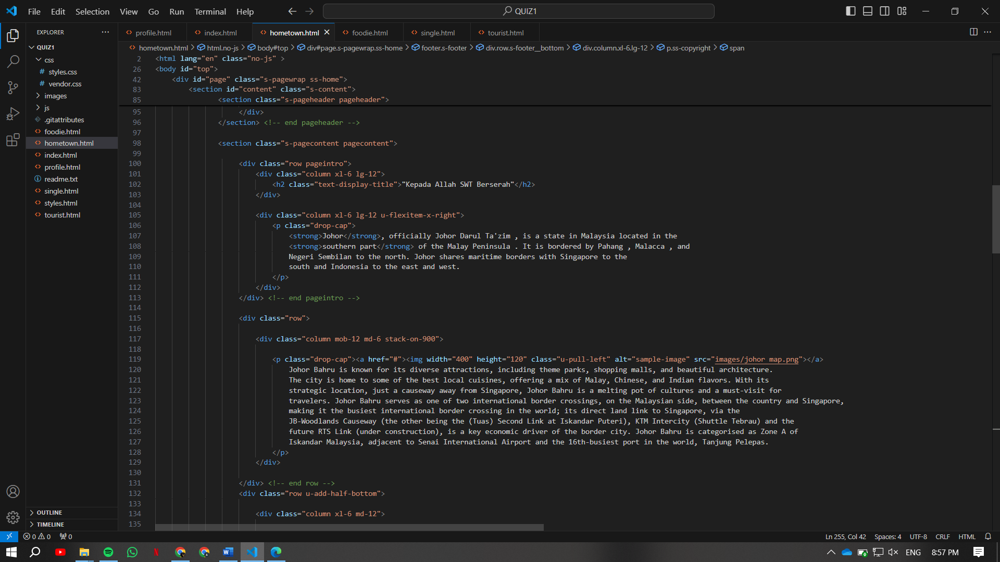 File Edit Selection View Go Run Terminal Help
QUIZ1
EXPLORER
QUIZ1
css
# styles.css
# vendor.css
images
js
.gitattributes
foodie.html
hometown.html
index.html
profile.html
readme.txt
single.html
styles.html
tourist.html
OUTLINE
TIMELINE
profile.html index.html hometown.html foodie.html single.html tourist.html
hometown.html > html.no-js > body#top > div#page.s-pagewrap.ss-home > footer.s-footer > div.row.s-footer__bottom > div.column.xl-6.lg-12 > p.ss-copyright > span
2 <html lang="en" class="no-js" >
26 <body id="top">
42 <div id="page" class="s-pagewrap ss-home">
83 <section id="content" class="s-content">
85 <section class="s-pageheader pageheader">
95 </div>
96 </section> <!-- end pageheader -->
97
98 <section class="s-pagecontent pagecontent">
99
100 <div class="row pageintro">
101 <div class="column xl-6 lg-12">
102 <h2 class="text-display-title">"Kepada Allah SWT Berserah"</h2>
103 </div>
104
105 <div class="column xl-6 lg-12 u-flexitem-x-right">
106 <p class="drop-cap">
107 <strong>Johor</strong>, officially Johor Darul Ta'zim , is a state in Malaysia located in the
108 <strong>southern part</strong> of the Malay Peninsula . It is bordered by Pahang , Malacca , and
109 Negeri Sembilan to the north. Johor shares maritime borders with Singapore to the
110 south and Indonesia to the east and west.
111 </p>
112 </div>
113 </div> <!-- end pageintro -->
114
115 <div class="row">
116
117 <div class="column mob-12 md-6 stack-on-900">
118
119 <p class="drop-cap"><a href="#"><img width="400" height="120" class="u-pull-left" alt="sample-image" src="images/johor map.png"></a>
120 Johor Bahru is known for its diverse attractions, including theme parks, shopping malls, and beautiful architecture.
121 The city is home to some of the best local cuisines, offering a mix of Malay, Chinese, and Indian flavors. With its
122 strategic location, just a causeway away from Singapore, Johor Bahru is a melting pot of cultures and a must-visit for
123 travelers. Johor Bahru serves as one of two international border crossings, on the Malaysian side, between the country and Singapore,
124 making it the busiest international border crossing in the world; its direct land link to Singapore, via the
125 JB-Woodlands Causeway (the other being the (Tuas) Second Link at Iskandar Puteri), KTM Intercity (Shuttle Tebrau) and the
126 future RTS Link (under construction), is a key economic driver of the border city. Johor Bahru is categorised as Zone A of
127 Iskandar Malaysia, adjacent to Senai International Airport and the 16th-busiest port in the world, Tanjung Pelepas.
128 </p>
129 </div>
130
131 </div> <!-- end row -->
132 <div class="row u-add-half-bottom">
133
134 <div class="column xl-6 md-12">
135
0 0 0
Ln 255, Col 42 Spaces: 4 UTF-8 CRLF HTML
ENG 8:57 PM